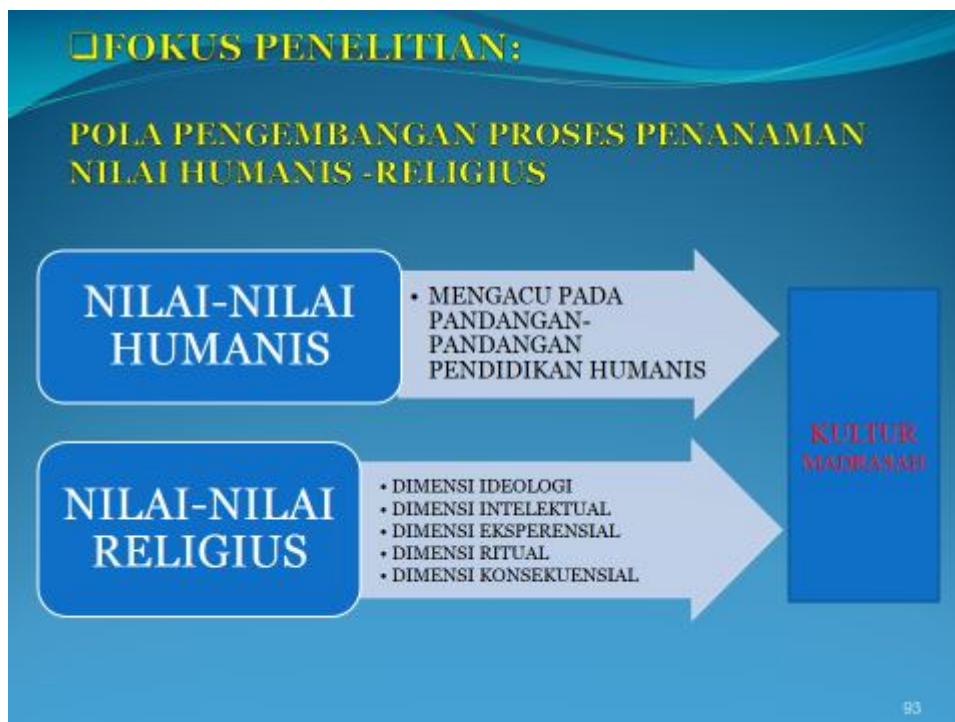 ❑FOKUS PENELITIAN:
POLA PENGEMBANGAN PROSES PENANAMAN
NILAI HUMANIS -RELIGIUS
NILAI-NILAI
HUMANIS
• MENGACU PADA
PANDANGAN-
PANDANGAN
PENDIDIKAN HUMANIS
NILAI-NILAI
RELIGIUS
• DIMENSI IDEOLOGI
• DIMENSI INTELEKTUAL
• DIMENSI EKSPERENSIAL
• DIMENSI RITUAL
• DIMENSI KONSEKUENSIAL
KULTUR
MADRASAH
93